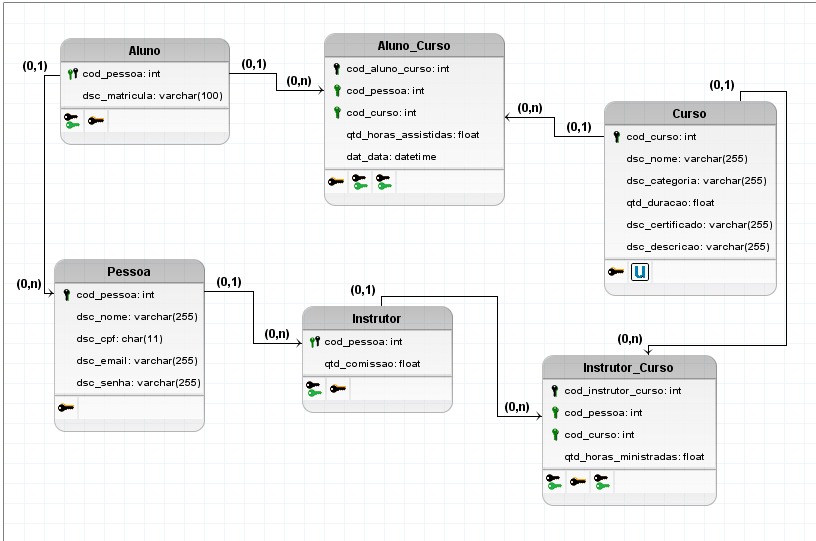 Aluno
cod_pessoa: int
dsc_matricula: varchar(100)
(0,1)
(0,1)
(0,n)
Aluno_Curso
cod_aluno_curso: int
cod_pessoa: int
cod_curso: int
qtd_horas_assistidas: float
dat_data: datetime
(0,n)
(0,1)
(0,1)
Curso
cod_curso: int
dsc_nome: varchar(255)
dsc_categoria: varchar(255)
qtd_duracao: float
dsc_certificado: varchar(255)
dsc_descricao: varchar(255)
U
(0,n)
Pessoa
cod_pessoa: int
dsc_nome: varchar(255)
dsc_cpf: char(11)
dsc_email: varchar(255)
dsc_senha: varchar(255)
(0,1)
(0,n)
(0,1)
Instrutor
cod_pessoa: int
qtd_comissao: float
(0,n)
(0,n)
Instrutor_Curso
cod_instrutor_curso: int
cod_pessoa: int
cod_curso: int
qtd_horas_ministradas: float